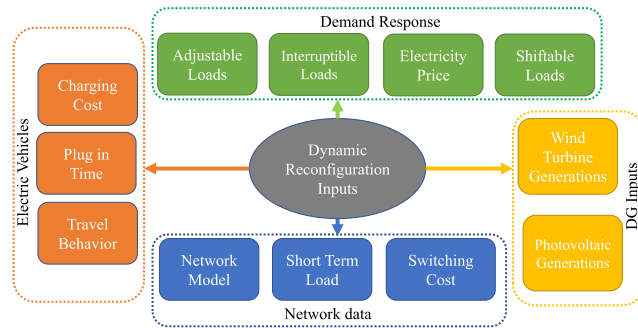 Demand Response
Adjustable
Loads
Interruptible
Loads
Electricity
Price
Shiftable
Loads
Electric Vehicles
Charging
Cost
Plug in
Time
Travel
Behavior
Dynamic
Reconfiguration
Inputs
DG Inputs
Wind
Turbine
Generations
Photovoltaic
Generations
Network
Model
Short Term
Load
Switching
Cost
Network data